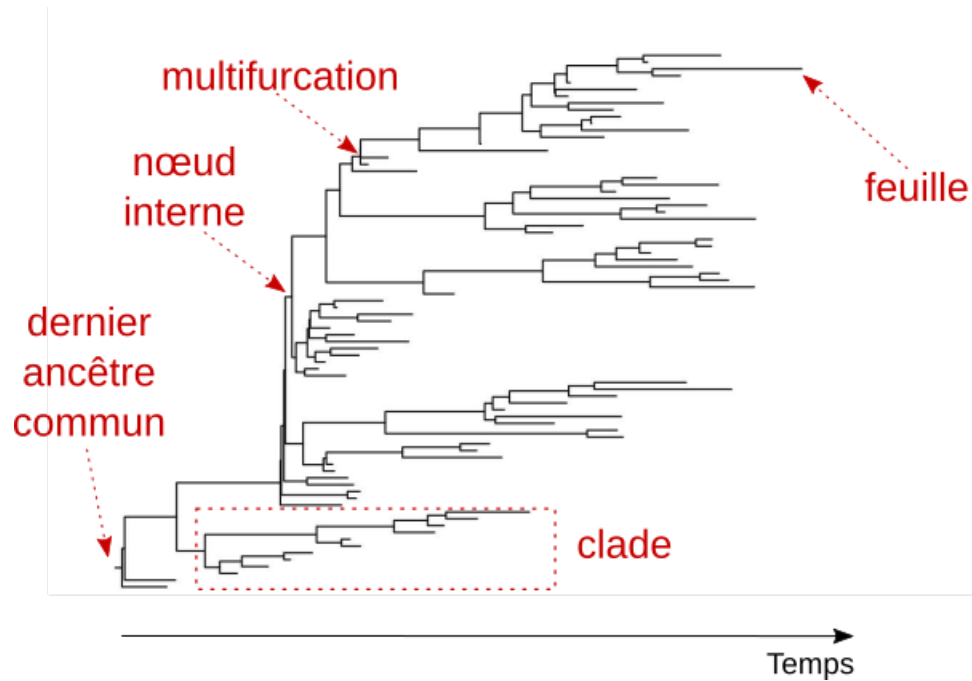 multifurcation
nœud
interne
feuille
dernier
ancêtre
commun
clade
Temps